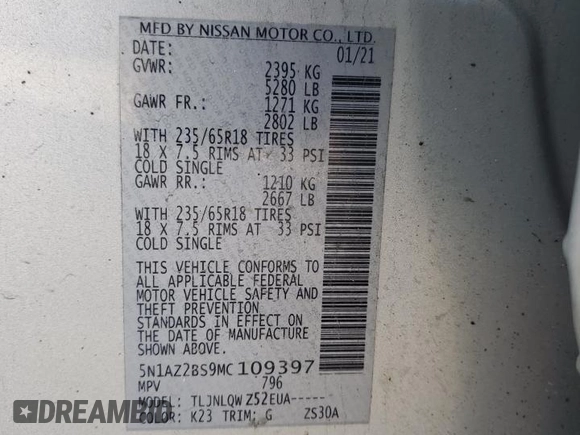 MFD BY NISSAN MOTOR CO., LTD.
DATE: 01/21
GVWR: 2395 KG
5280 LB
GAWR FR.: 1271 KG
2802 LB
WITH 235/65R18 TIRES
18 X 7.5 RIMS AT 33 PSI
COLD SINGLE
GAWR RR.: 1210 KG
2667 LB
WITH 235/65R18 TIRES
18 X 7.5 RIMS AT 33 PSI
COLD SINGLE
THIS VEHICLE CONFORMS TO
ALL APPLICABLE FEDERAL
MOTOR VEHICLE SAFETY AND
THEFT PREVENTION
STANDARDS IN EFFECT ON
THE DATE OF MANUFACTURE
SHOWN ABOVE.
5N1AZ2BS9MC109397
MPV 796
MODEL: TLJNLQWZS2EUA-----
COLOR: K23 TRIM: G ZS30A
DREAMBID